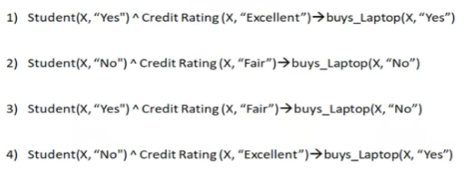 1) Student(X, “Yes”) ^ Credit Rating (X, “Excellent”)→buys_Laptop(X, “Yes”)
2) Student(X, “No”) ^ Credit Rating (X, “Fair”)→buys_Laptop(X, “No”)
3) Student(X, “Yes”) ^ Credit Rating (X, “Fair”)→buys_Laptop(X, “No”)
4) Student(X, “No”) ^ Credit Rating (X, “Excellent”)→buys_Laptop(X, “Yes”)